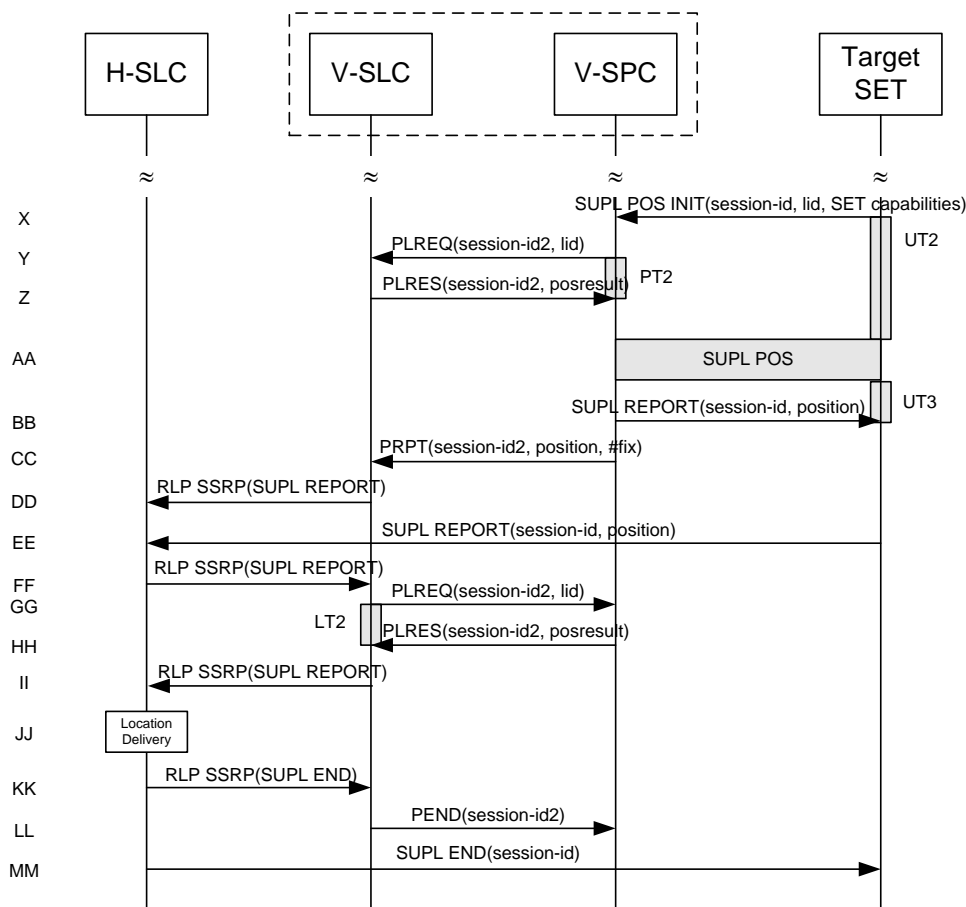 H-SLC
V-SLC
V-SPC
Target
SET
≈ ≈ ≈ ≈
X
SUPL POS INIT(session-id, lid, SET capabilities)
UT2
Y
PLREQ(session-id2, lid)
PT2
Z
PLRES(session-id2, posresult)
AA
SUPL POS
UT3
BB
SUPL REPORT(session-id, position)
CC
PRPT(session-id2, position, #fix)
DD
RLP SSRP(SUPL REPORT)
EE
SUPL REPORT(session-id, position)
FF
RLP SSRP(SUPL REPORT)
GG
PLREQ(session-id2, lid)
LT2
HH
PLRES(session-id2, posresult)
II
RLP SSRP(SUPL REPORT)
JJ
Location
Delivery
KK
RLP SSRP(SUPL END)
LL
PEND(session-id2)
MM
SUPL END(session-id)